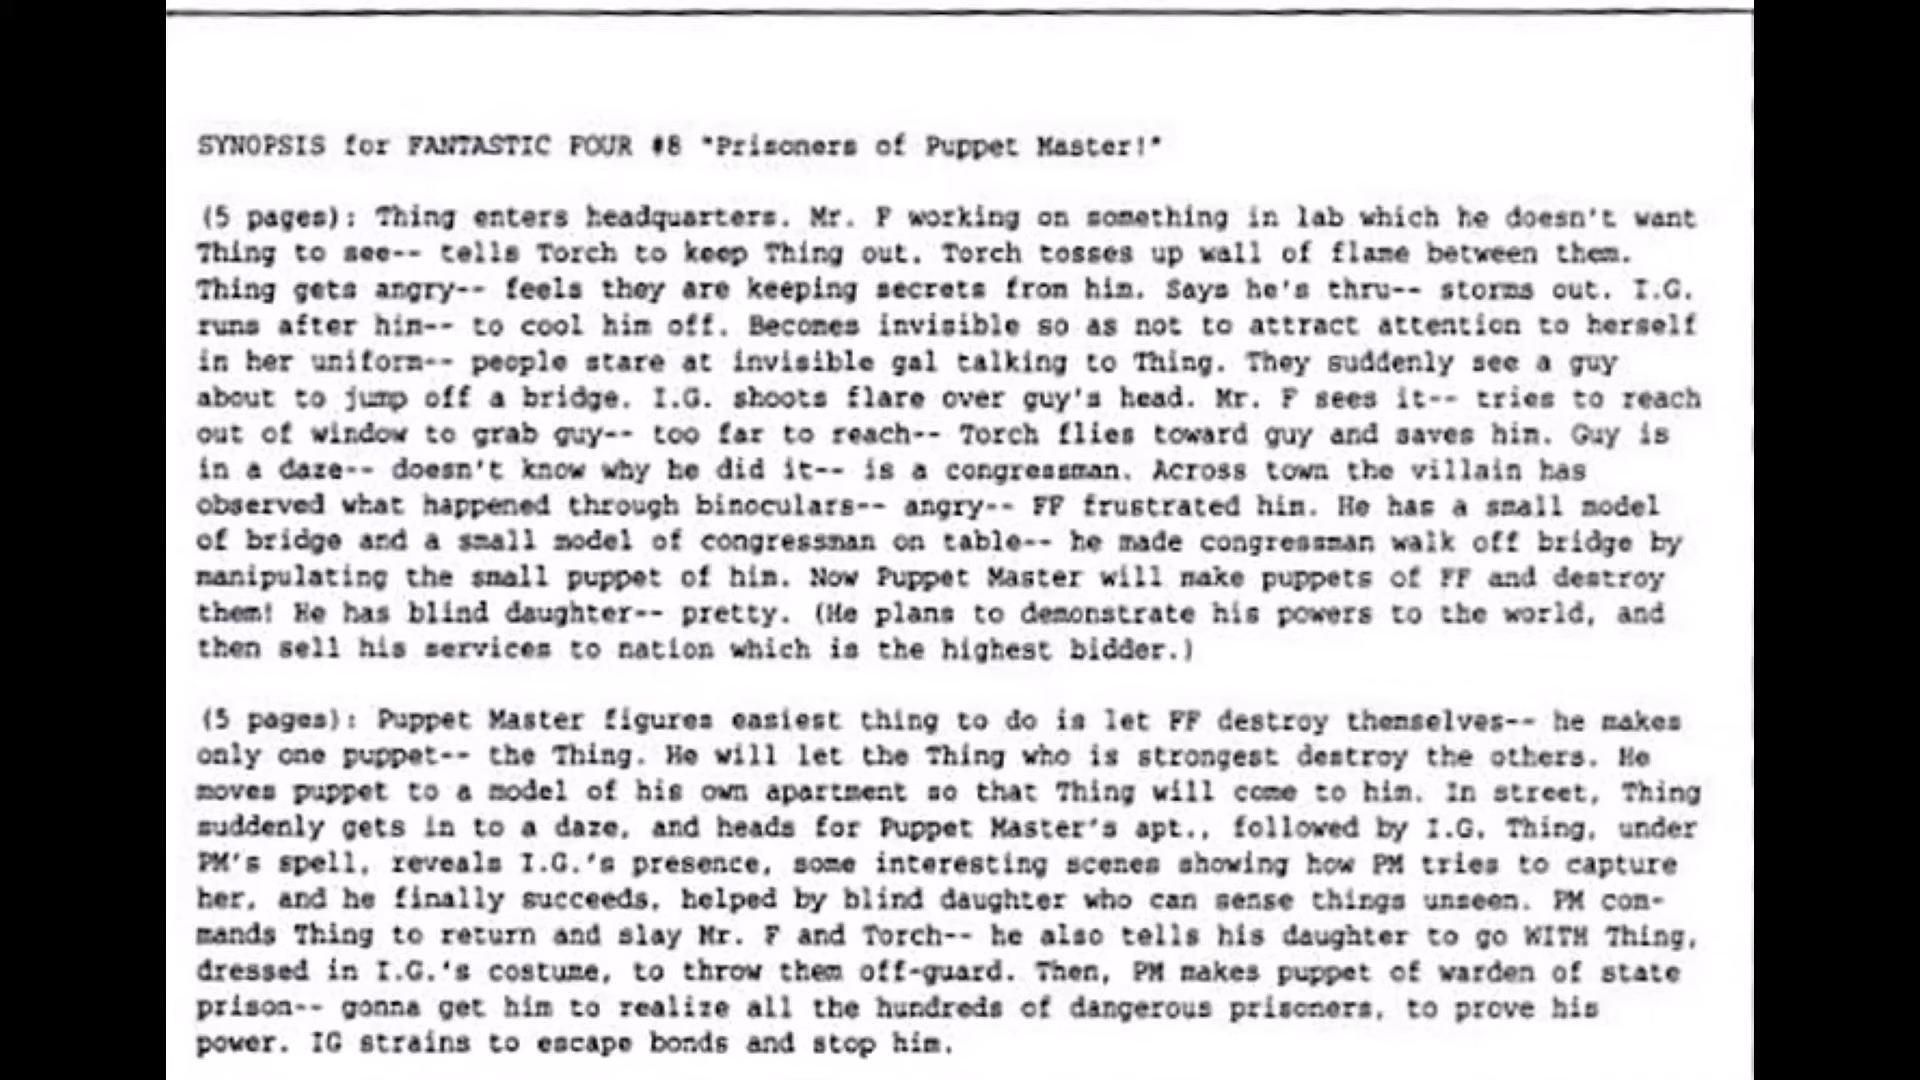 SYNOPSIS for FANTASTIC FOUR #8 "Prisoners of Puppet Master!"
(5 pages): Thing enters headquarters. Mr. F working on something in lab which he doesn't want
Thing to see-- tells Torch to keep Thing out. Torch tosses up wall of flame between them.
Thing gets angry-- feels they are keeping secrets from him. Says he's thru-- storms out. I.G.
runs after him-- to cool him off. Becomes invisible so as not to attract attention to herself
in her uniform-- people stare at invisible gal talking to Thing. They suddenly see a guy
about to jump off a bridge. I.G. shoots flare over guy's head. Mr. F sees it-- tries to reach
out of window to grab guy-- too far to reach-- Torch flies toward guy and saves him. Guy is
in a daze-- doesn't know why he did it-- is a congressman. Across town the villain has
observed what happened through binoculars-- angry-- FF frustrated him. He has a small model
of bridge and a small model of congressman on table-- he made congressman walk off bridge by
manipulating the small puppet of him. Now Puppet Master will make puppets of FF and destroy
them! He has blind daughter-- pretty. (He plans to demonstrate his powers to the world, and
then sell his services to nation which is the highest bidder.)
(5 pages): Puppet Master figures easiest thing to do is let FF destroy themselves-- he makes
only one puppet-- the Thing. He will let the Thing who is strongest destroy the others. He
moves puppet to a model of his own apartment so that Thing will come to him. In street, Thing
suddenly gets in to a daze, and heads for Puppet Master's apt., followed by I.G. Thing, under
PM's spell, reveals I.G.'s presence, some interesting scenes showing how PM tries to capture
her, and he finally succeeds, helped by blind daughter who can sense things unseen. PM com-
mands Thing to return and slay Mr. F and Torch-- he also tells his daughter to go WITH Thing,
dressed in I.G.'s costume, to throw them off-guard. Then, PM makes puppet of warden of state
prison-- gonna get him to realize all the hundreds of dangerous prisoners, to prove his
power. IG strains to escape bonds and stop him.